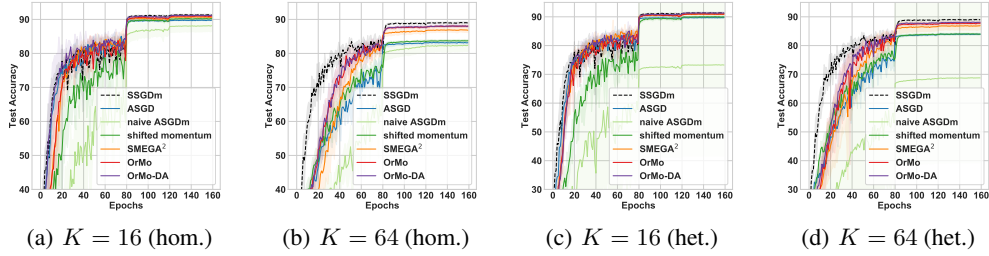 90
80
70
60
50
40
Test Accuracy
0 20 40 60 80 100 120 140 160
Epochs
SSGDm
ASGD
naive ASGDm
shifted momentum
SMEGA²
OrMo
OrMo-DA
(a) K = 16 (hom.)
90
80
70
60
50
40
Test Accuracy
0 20 40 60 80 100 120 140 160
Epochs
SSGDm
ASGD
naive ASGDm
shifted momentum
SMEGA²
OrMo
OrMo-DA
(b) K = 64 (hom.)
90
80
70
60
50
40
30
Test Accuracy
0 20 40 60 80 100 120 140 160
Epochs
SSGDm
ASGD
naive ASGDm
shifted momentum
SMEGA²
OrMo
OrMo-DA
(c) K = 16 (het.)
90
80
70
60
50
40
30
Test Accuracy
0 20 40 60 80 100 120 140 160
Epochs
SSGDm
ASGD
naive ASGDm
shifted momentum
SMEGA²
OrMo
OrMo-DA
(d) K = 64 (het.)